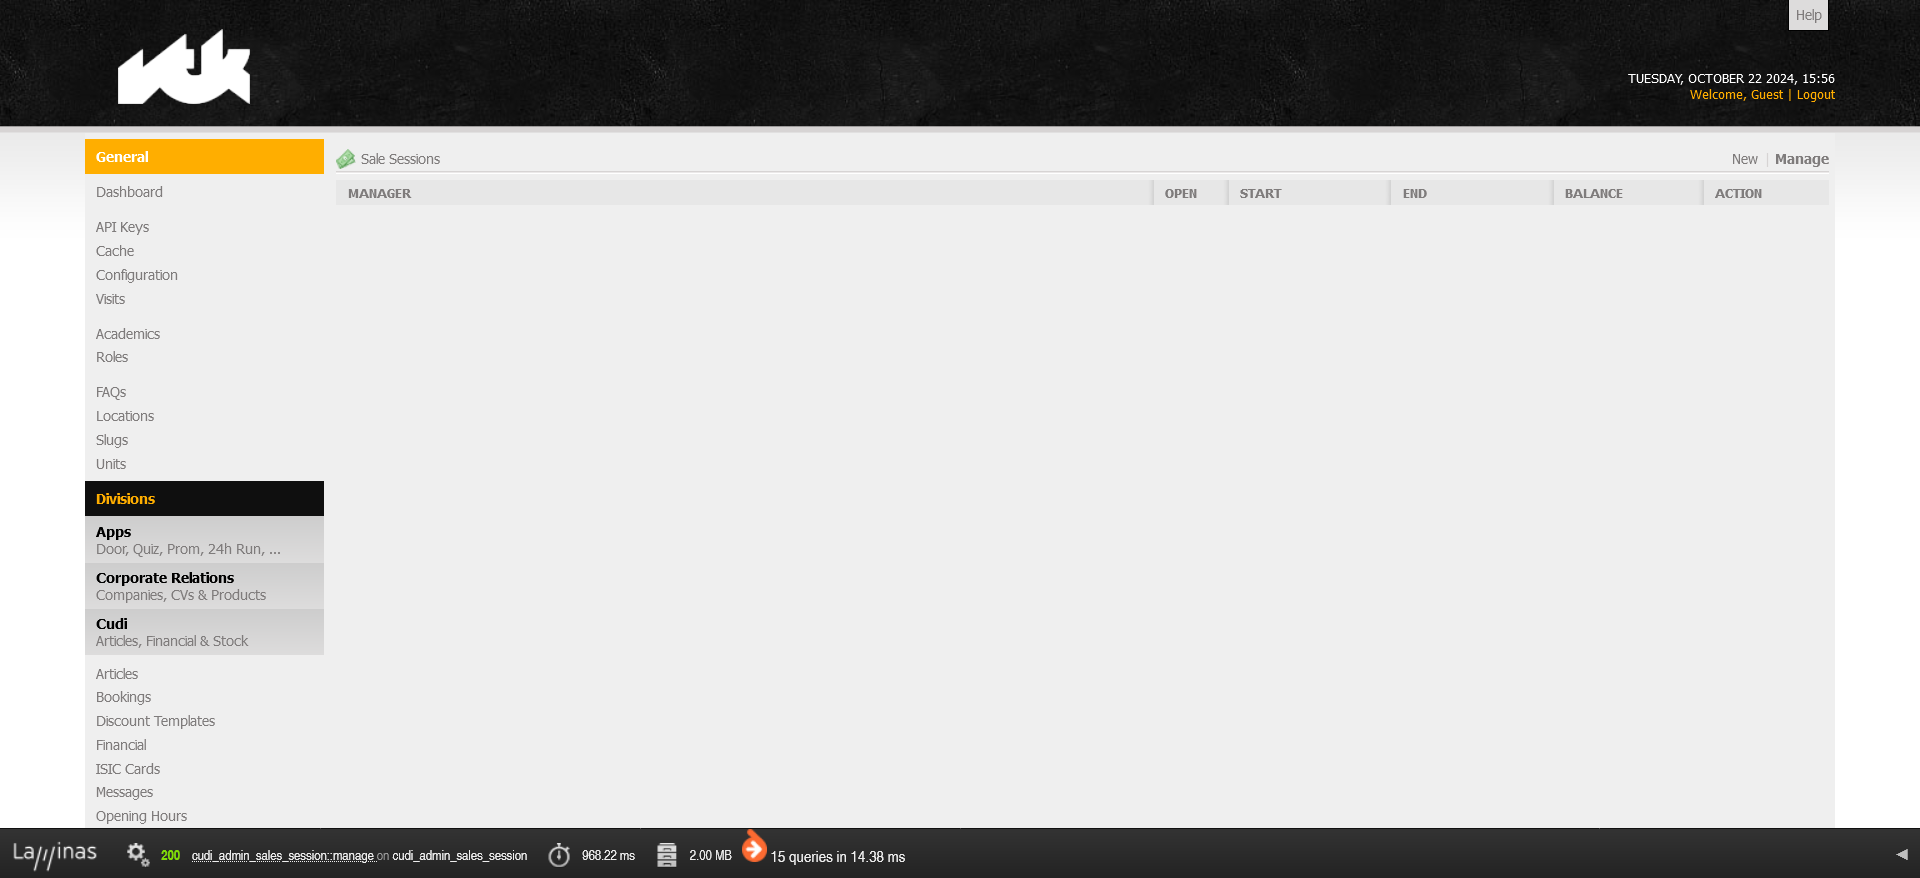 Help
TUESDAY, OCTOBER 22 2024, 15:56
Welcome, Guest | Logout
General
Dashboard
API Keys
Cache
Configuration
Visits
Academics
Roles
FAQs
Locations
Slugs
Units
Divisions
Apps
Door, Quiz, Prom, 24h Run, ...
Corporate Relations
Companies, CVs & Products
Cudi
Articles, Financial & Stock
Articles
Bookings
Discount Templates
Financial
ISIC Cards
Messages
Opening Hours
Sale Sessions
New | Manage
MANAGER OPEN START END BALANCE ACTION
Laminas 200 cudi_admin_sales_session::manage on cudi_admin_sales_session 968.22 ms 2.00 MB 15 queries in 14.38 ms